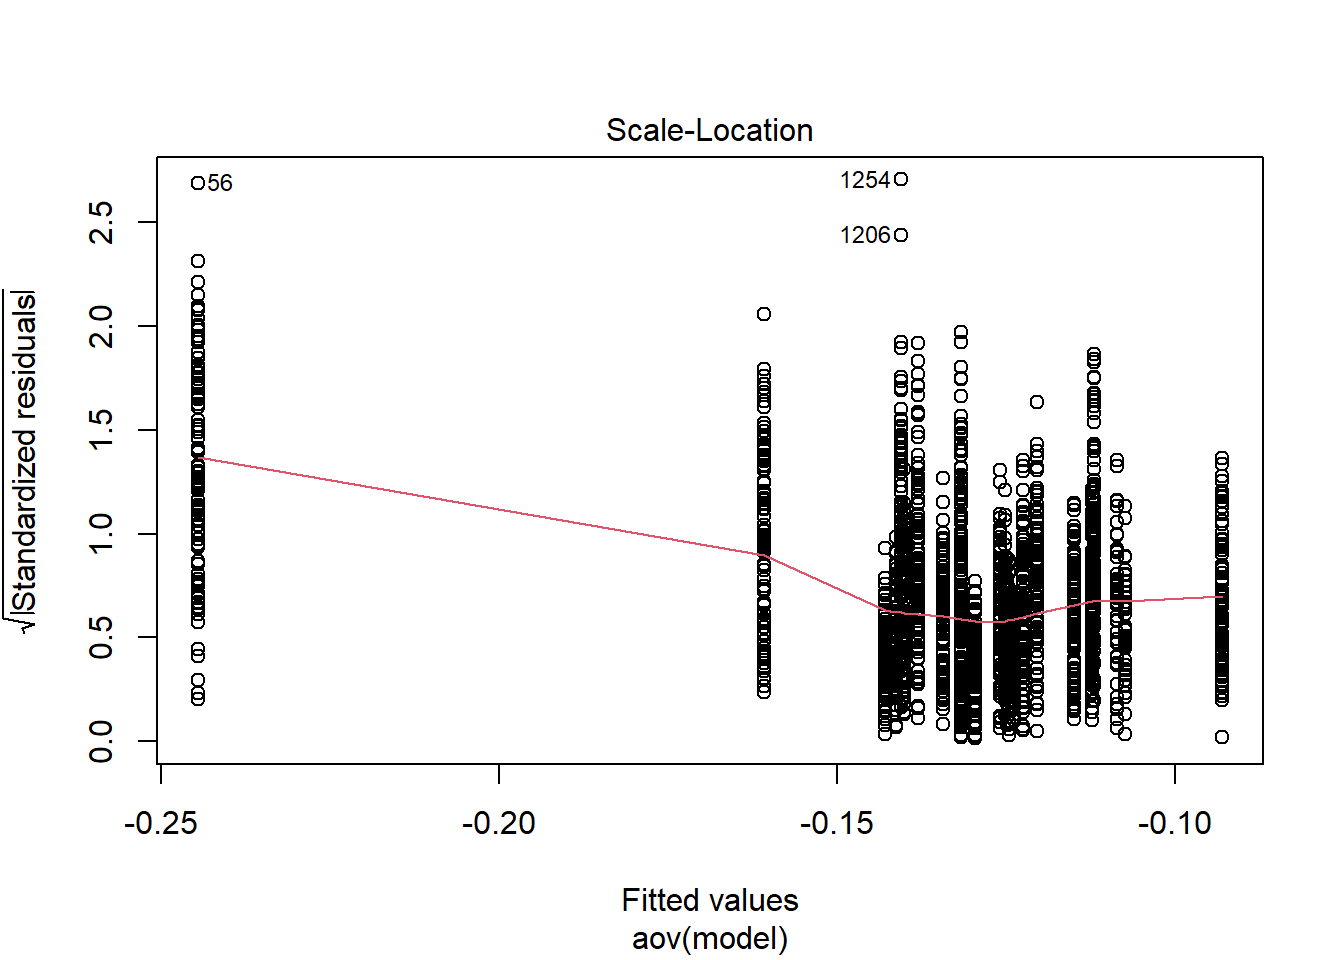 Scale-Location
56
1254
1206
√|Standardized residuals|
2.5
2.0
1.5
1.0
0.5
0.0
-0.25 -0.20 -0.15 -0.10
Fitted values
aov(model)